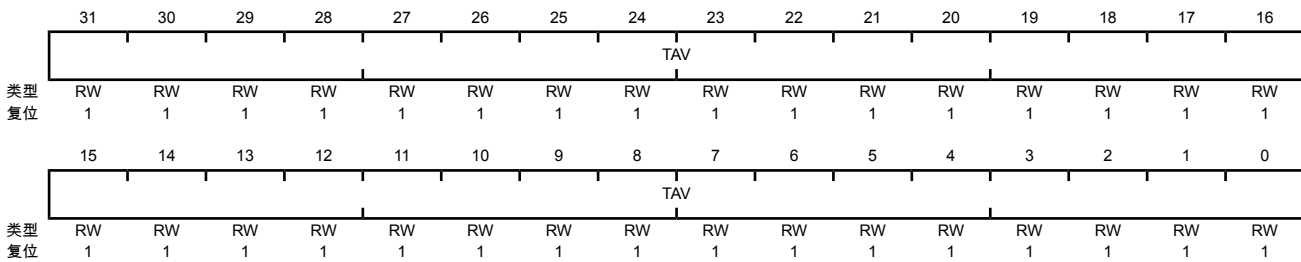 31 30 29 28 27 26 25 24 23 22 21 20 19 18 17 16
TAV
类型 RW RW RW RW RW RW RW RW RW RW RW RW RW RW RW RW
复位 1 1 1 1 1 1 1 1 1 1 1 1 1 1 1 1
15 14 13 12 11 10 9 8 7 6 5 4 3 2 1 0
TAV
类型 RW RW RW RW RW RW RW RW RW RW RW RW RW RW RW RW
复位 1 1 1 1 1 1 1 1 1 1 1 1 1 1 1 1